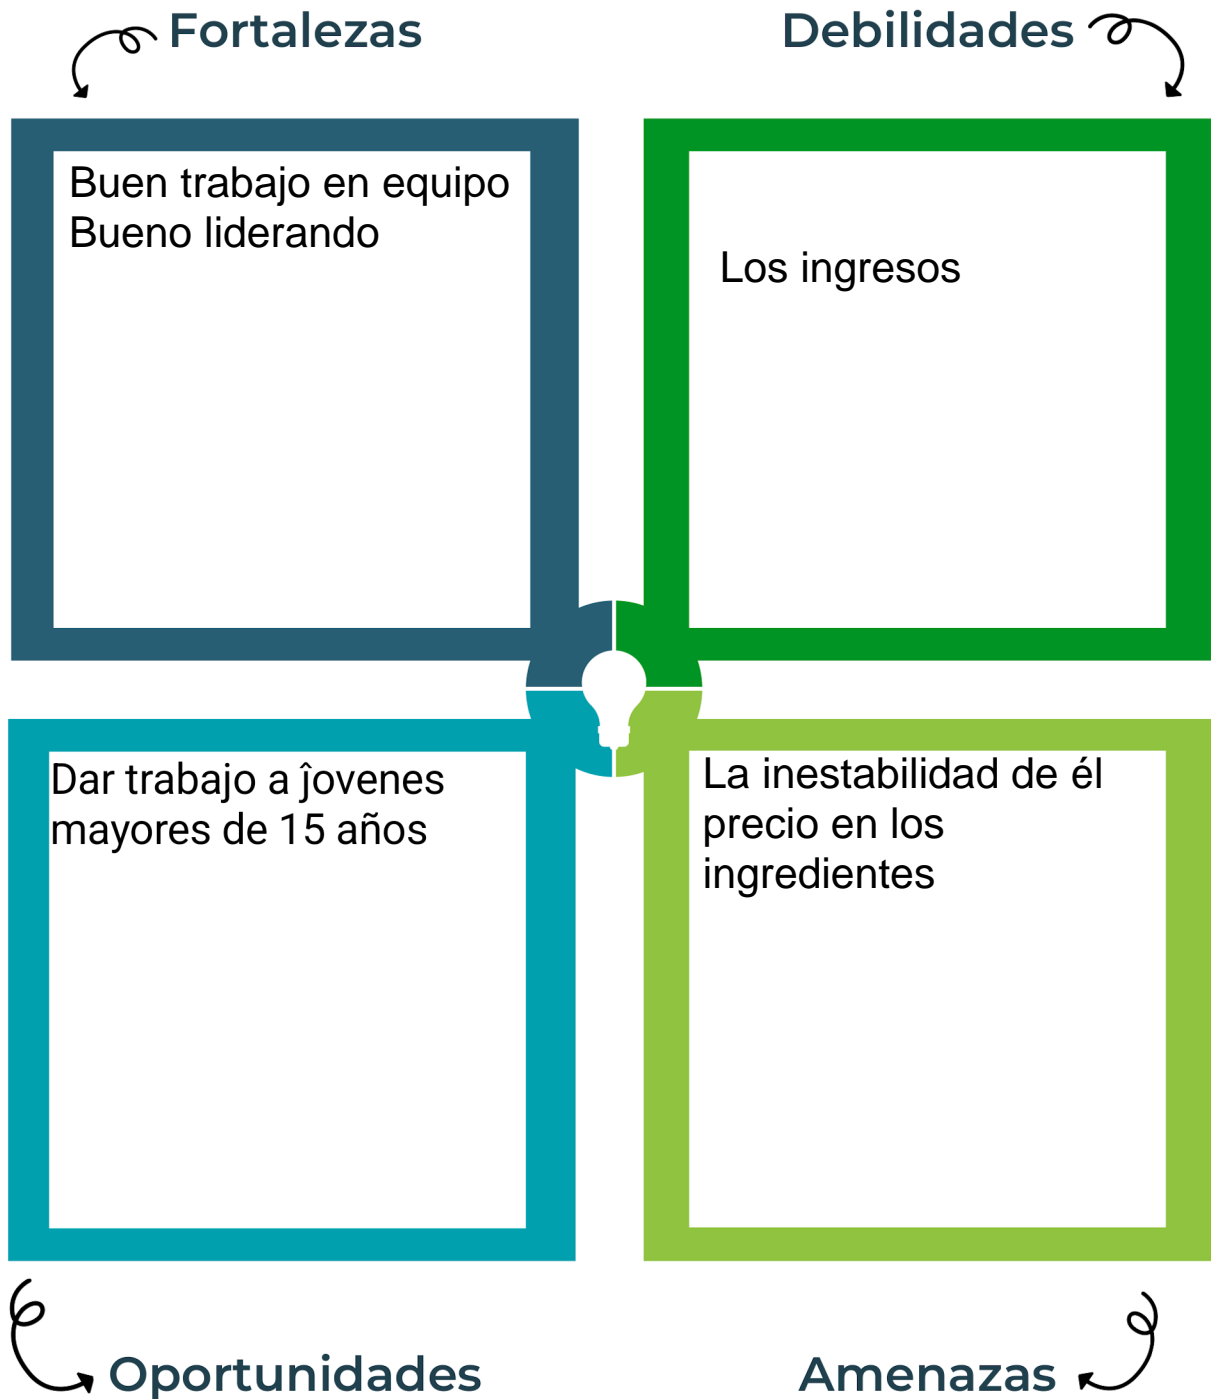 Fortalezas
Debilidades
Buen trabajo en equipo
Bueno liderando
Los ingresos
Dar trabajo a ĵovenes
mayores de 15 años
La inestabilidad de él
precio en los
ingredientes
Oportunidades
Amenazas